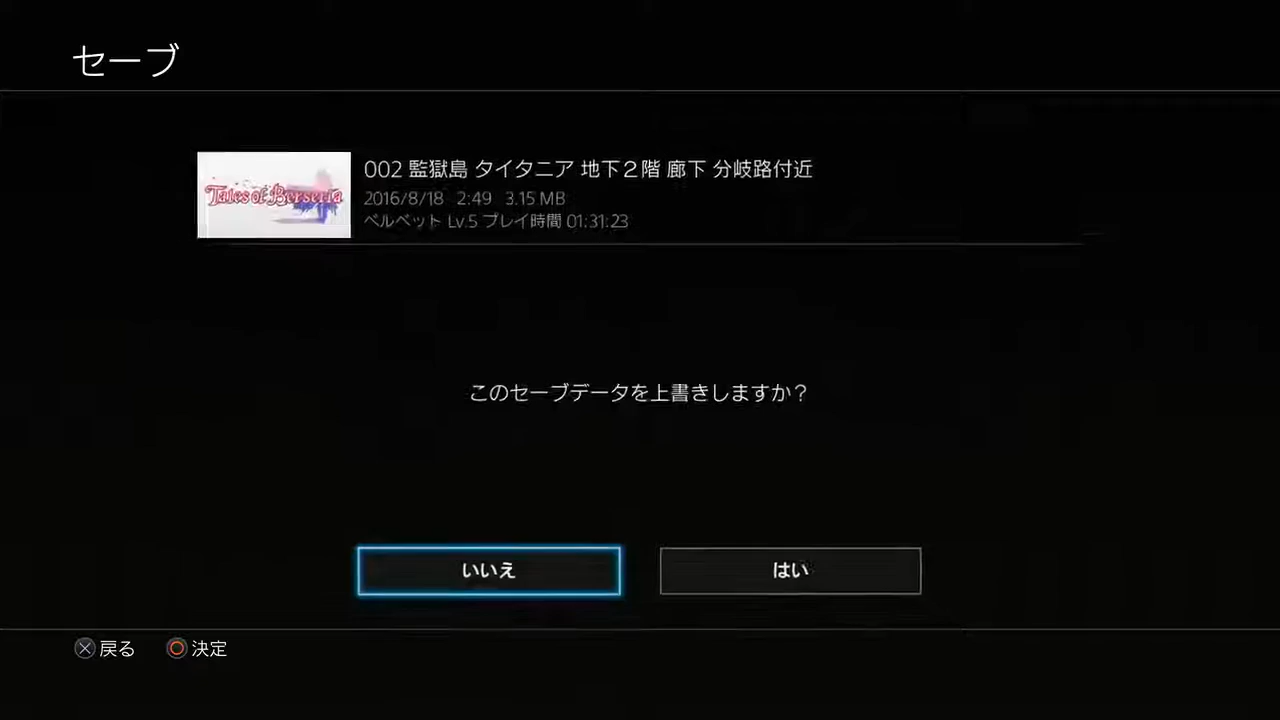 セーブ
Tales of Berseria
002 監獄島 タイタニア 地下2階 廊下 分岐路付近
2016/8/18 2:49 3.15 MB
ベルベット Lv.5 プレイ時間 01:31:23
このセーブデータを上書きしますか？
いいえ はい
戻る 決定